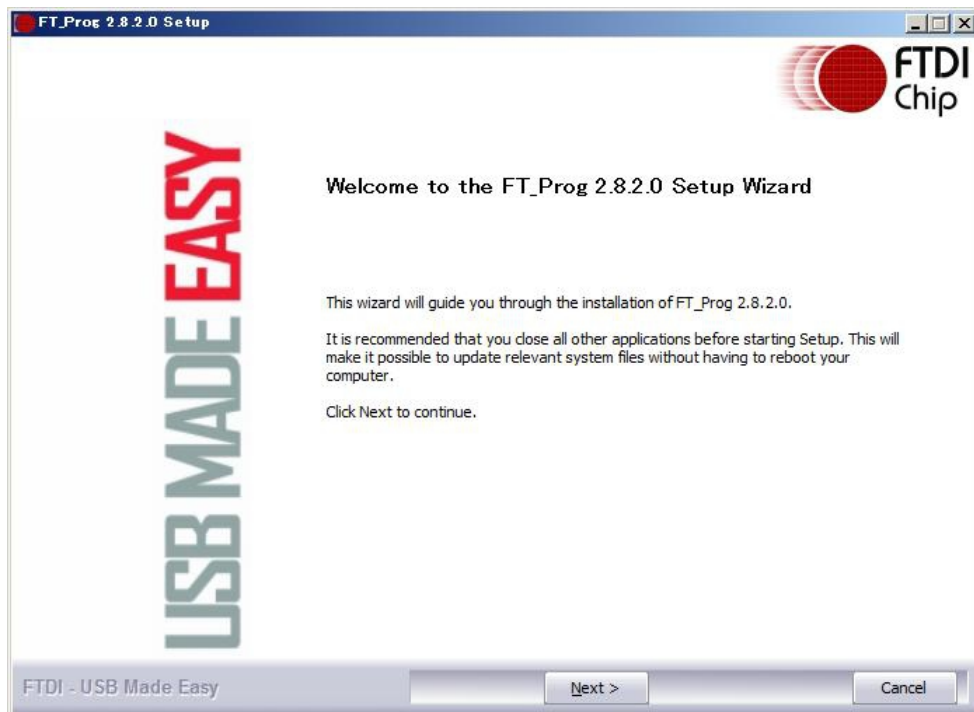 FT_Prog 2.8.2.0 Setup
FTDI
Chip
USB MADE EASY
Welcome to the FT_Prog 2.8.2.0 Setup Wizard
This wizard will guide you through the installation of FT_Prog 2.8.2.0.
It is recommended that you close all other applications before starting Setup. This will
make it possible to update relevant system files without having to reboot your
computer.
Click Next to continue.
FTDI - USB Made Easy
Next >
Cancel